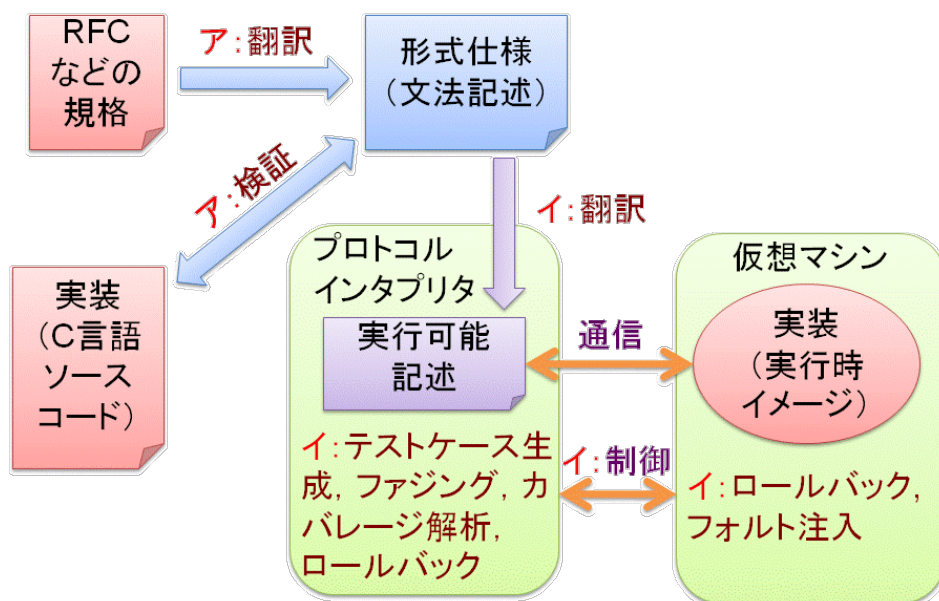 RFC
などの
規格
ア：翻訳
形式仕様
（文法記述）
ア：検証
イ：翻訳
実装
（C言語
ソース
コード）
プロトコル
インタプリタ
実行可能
記述
イ：テストケース生
成，ファジング，カ
バレージ解析，
ロールバック
通信
イ：制御
仮想マシン
実装
（実行時
イメージ）
イ：ロールバック，
フォルト注入